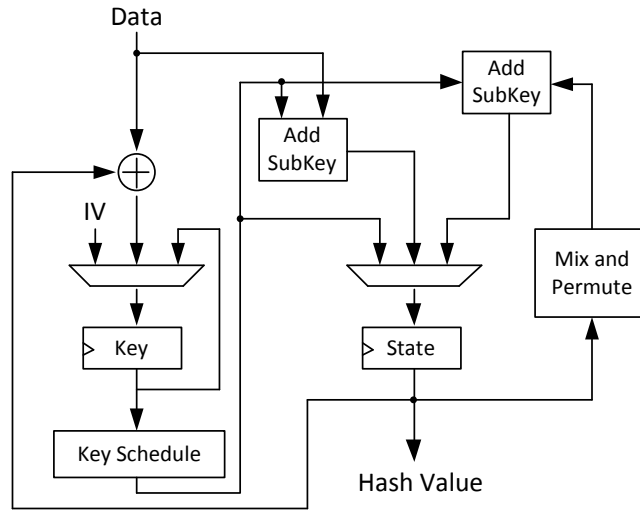 Data
Add
SubKey
Add
SubKey
IV
Mix and
Permute
Key
State
Key Schedule
Hash Value